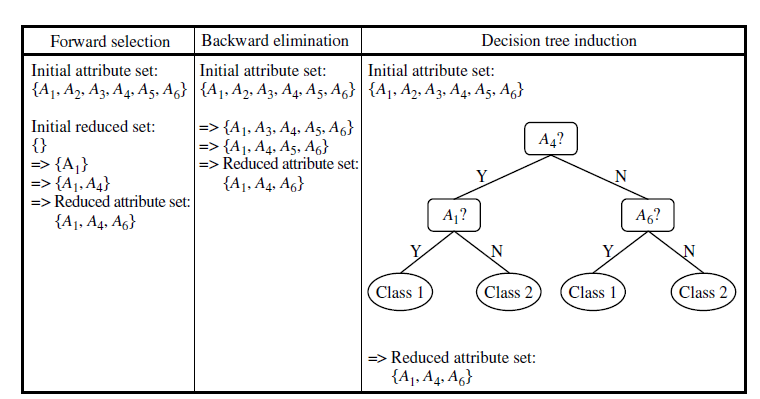 Forward selection
Initial attribute set:
{A₁, A₂, A₃, A₄, A₅, A₆}
Initial reduced set:
{}
=> {A₁}
=> {A₁, A₄}
=> Reduced attribute set:
{A₁, A₄, A₆}
Backward elimination
Initial attribute set:
{A₁, A₂, A₃, A₄, A₅, A₆}
=> {A₁, A₃, A₄, A₅, A₆}
=> {A₁, A₄, A₅, A₆}
=> Reduced attribute set:
{A₁, A₄, A₆}
Decision tree induction
Initial attribute set:
{A₁, A₂, A₃, A₄, A₅, A₆}
A₄?
Y N
A₁? A₆?
Y N Y N
Class 1 Class 2 Class 1 Class 2
=> Reduced attribute set:
{A₁, A₄, A₆}